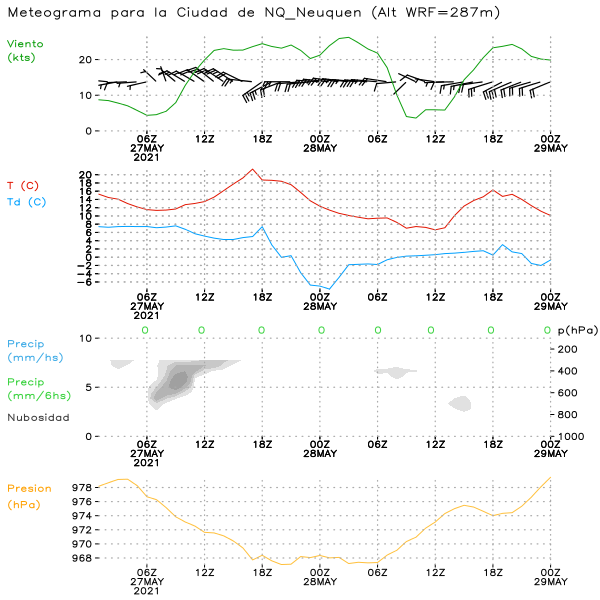 Meteograma para la Ciudad de NQ_Neuquen (Alt WRF=287m)
Viento
(kts)
20
10
0
06Z 12Z 18Z 00Z 06Z 12Z 18Z 00Z
27MAY 28MAY 29MAY
2021
T (C)
Td (C)
20
18
16
14
12
10
8
6
4
2
0
-2
-4
-6
06Z 12Z 18Z 00Z 06Z 12Z 18Z 00Z
27MAY 28MAY 29MAY
2021
0 0 0 0 0 0 0 0 p(hPa)
Precip
(mm/hs)
Precip
(mm/6hs)
Nubosidad
10
5
0
200
400
600
800
1000
06Z 12Z 18Z 00Z 06Z 12Z 18Z 00Z
27MAY 28MAY 29MAY
2021
Presion
(hPa)
978
976
974
972
970
968
06Z 12Z 18Z 00Z 06Z 12Z 18Z 00Z
27MAY 28MAY 29MAY
2021